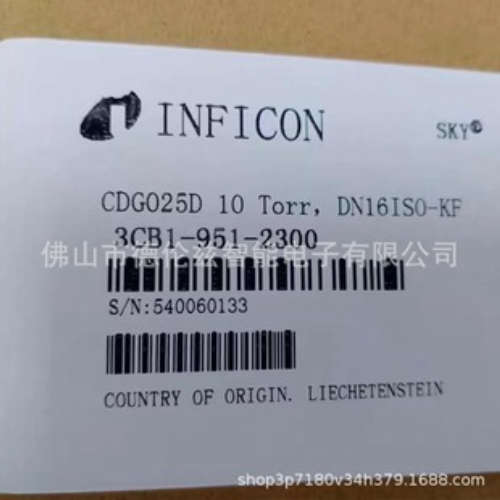 INFICON SKY®
CDG025D 10 Torr, DN16ISO-KF
3CB1-951-2300
佛山市德伦兹智能电子有限公司
S/N:540060133
COUNTRY OF ORIGIN. LIECHETENSTEIN
shop3p7180v34h379.1688.com